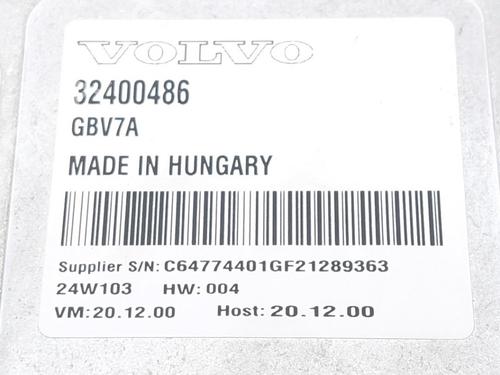 VOLVO
32400486
GBV7A
MADE IN HUNGARY
Supplier S/N: C64774401GF21289363
24W103 HW: 004
VM: 20.12.00 Host: 20.12.00